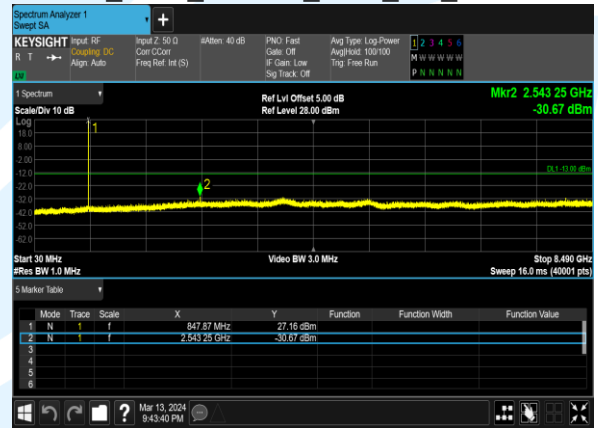 Spectrum Analyzer 1
Swept SA
KEYSIGHT Input: RF Input Z: 50 Ω #Atten: 40 dB PNO: Fast Avg Type: Log-Power 1 2 3 4 5 6
R T Coupling: DC Corr CCorr Gate: Off Avg|Hold: 100/100 M W W W W W
Align: Auto Freq Ref: Int (S) IF Gain: Low Trig: Free Run
Sig Track: Off P N N N N N
1 Spectrum
Ref Lvl Offset 5.00 dB Mkr2 2.543 25 GHz
Scale/Div 10 dB Ref Level 28.00 dBm -30.67 dBm
Log
1
18.0
8.00
-2.00
DL1 -13.00 dBm
-12.0
-22.0
2
-32.0
-42.0
-52.0
-62.0
Start 30 MHz Video BW 3.0 MHz Stop 8.490 GHz
#Res BW 1.0 MHz Sweep 16.0 ms (40001 pts)
5 Marker Table
Mode Trace Scale X Y Function Function Width Function Value
1 N 1 f 847.87 MHz 27.16 dBm
2 N 1 f 2.543 25 GHz -30.67 dBm
3
4
5
6
Mar 13, 2024
9:43:40 PM